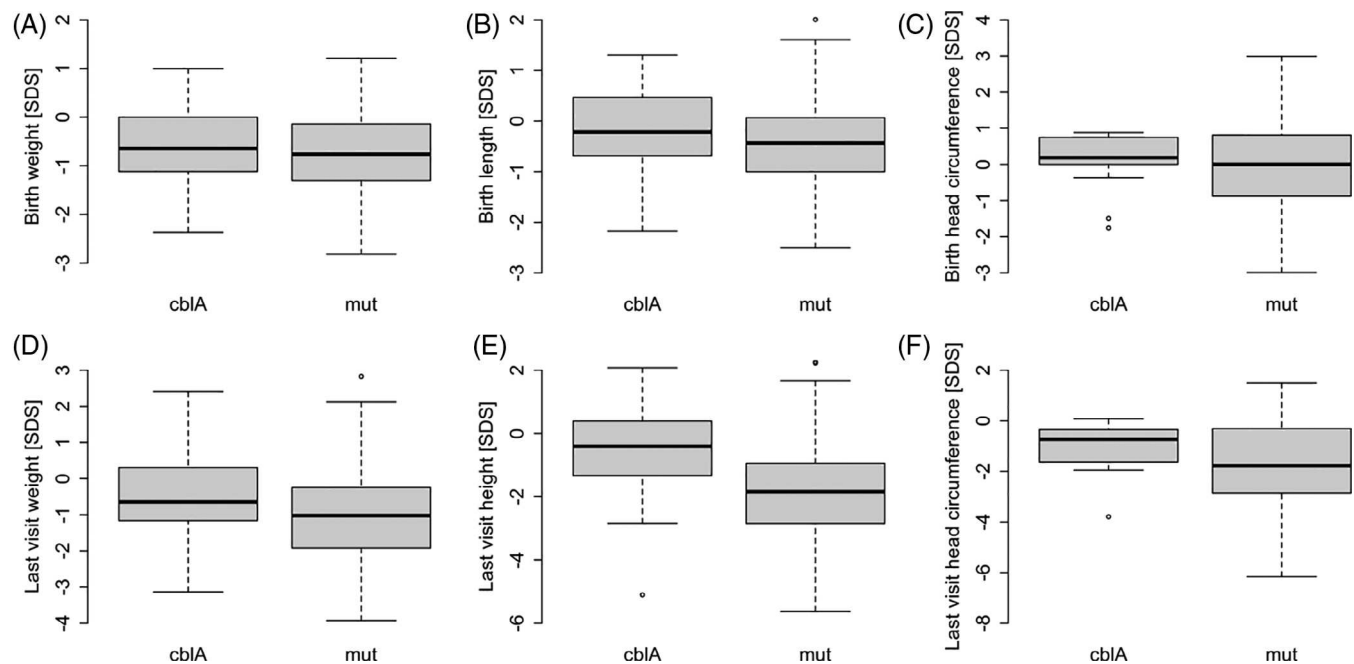 (A)
Birth weight [SDS]
2
1
0
-1
-2
-3
cblA mut
(B)
Birth length [SDS]
2
1
0
-1
-2
-3
cblA mut
(C)
Birth head circumference [SDS]
4
3
2
1
0
-1
-2
-3
cblA mut
(D)
Last visit weight [SDS]
3
2
1
0
-1
-2
-3
-4
cblA mut
(E)
Last visit height [SDS]
2
0
-2
-4
-6
cblA mut
(F)
Last visit head circumference [SDS]
2
0
-2
-4
-6
-8
cblA mut